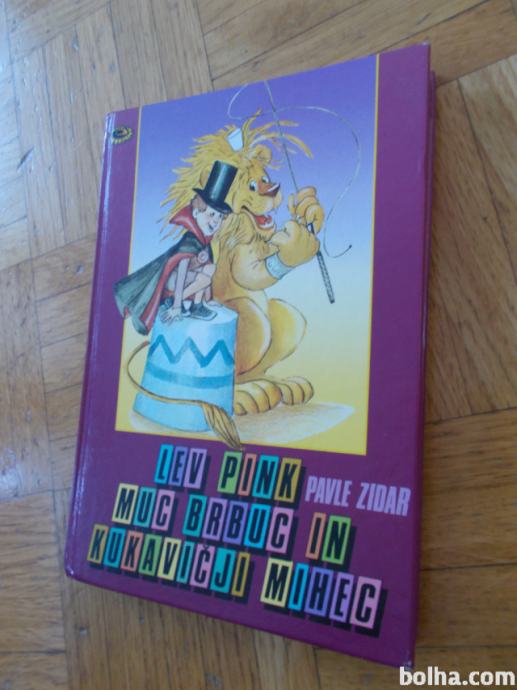 LEV PINK
PAVLE ZIDAR
MUC BRBUC IN
KUKAVIČJI MIHEC
bolha.com